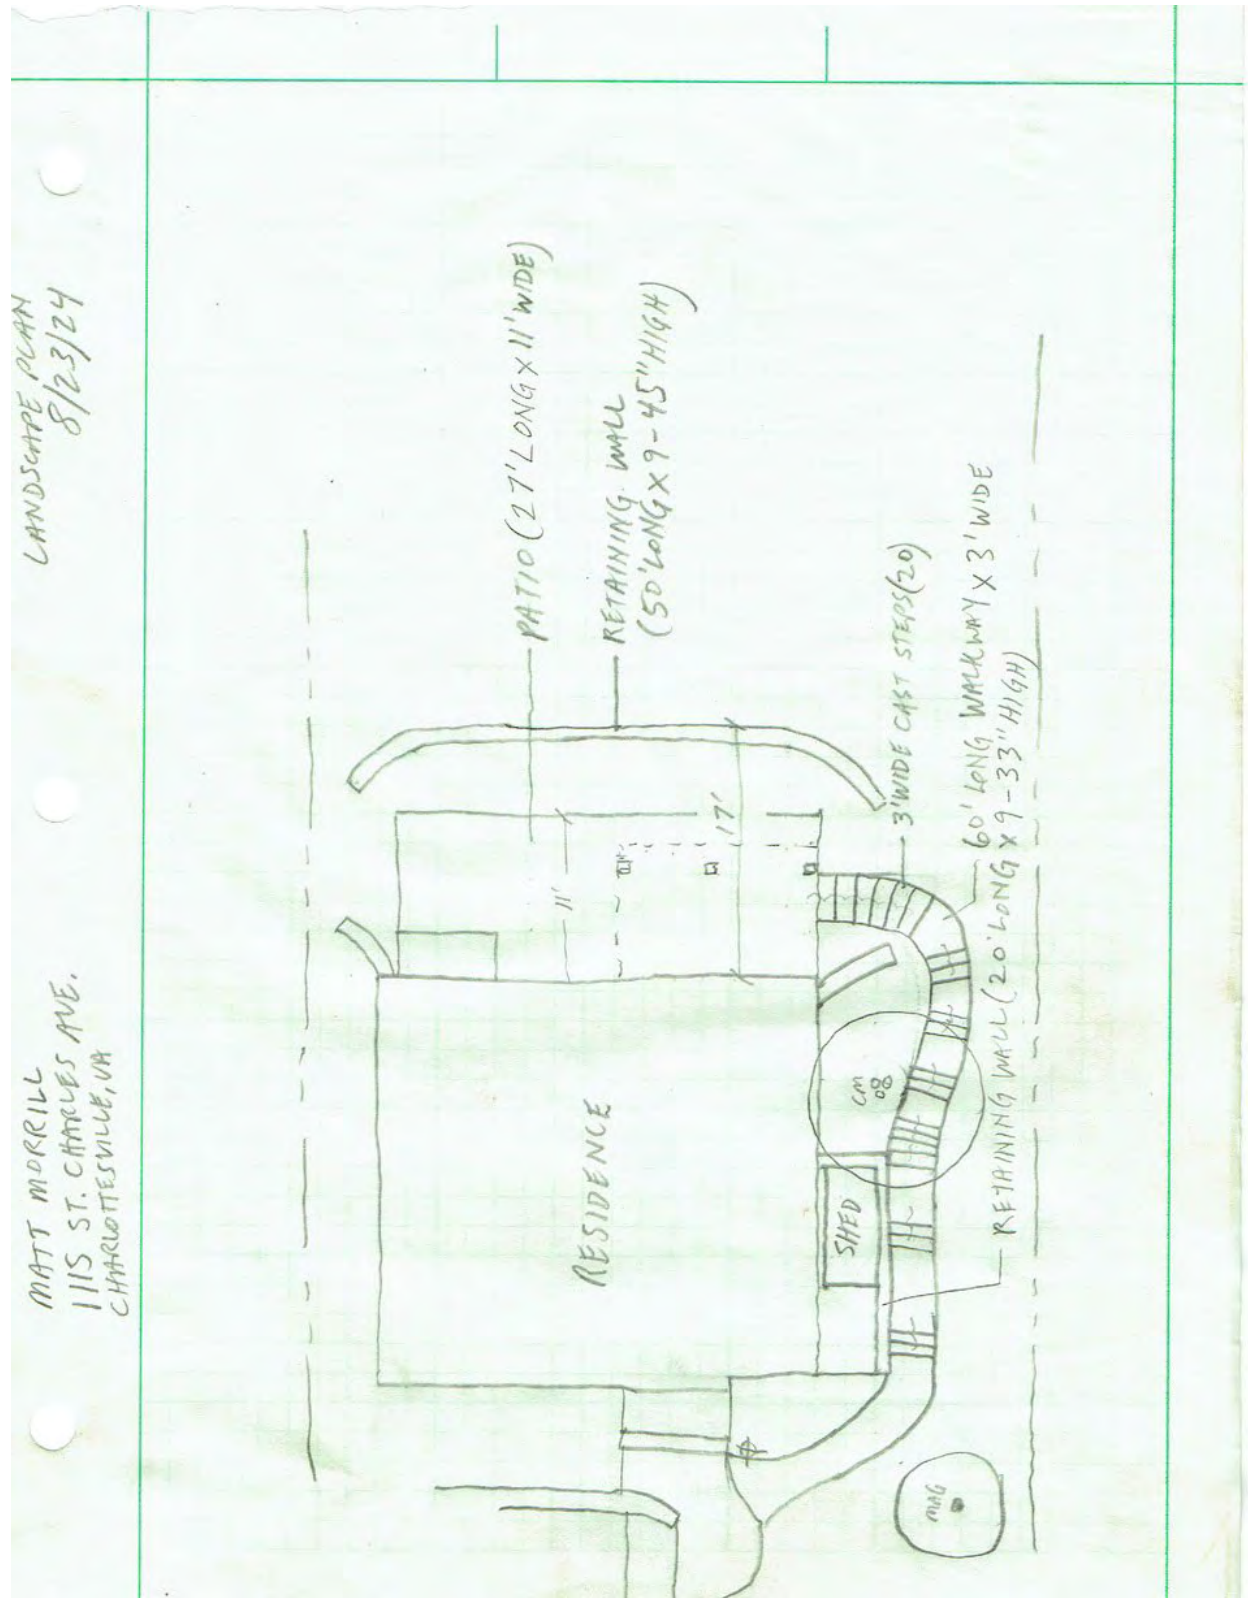 MATT MORRILL
1115 ST. CHARLES AVE.
CHARLOTTESVILLE, VA
LANDSCAPE PLAN
8/23/24
PATIO (27' LONG X 11' WIDE)
RETAINING WALL
(50' LONG X 9-45" HIGH)
11'
17'
3' WIDE CAST STEPS (20)
60' LONG WALKWAY X 3' WIDE
RETAINING WALL (20' LONG X 9-33" HIGH)
RESIDENCE
CM
SHED
MAG